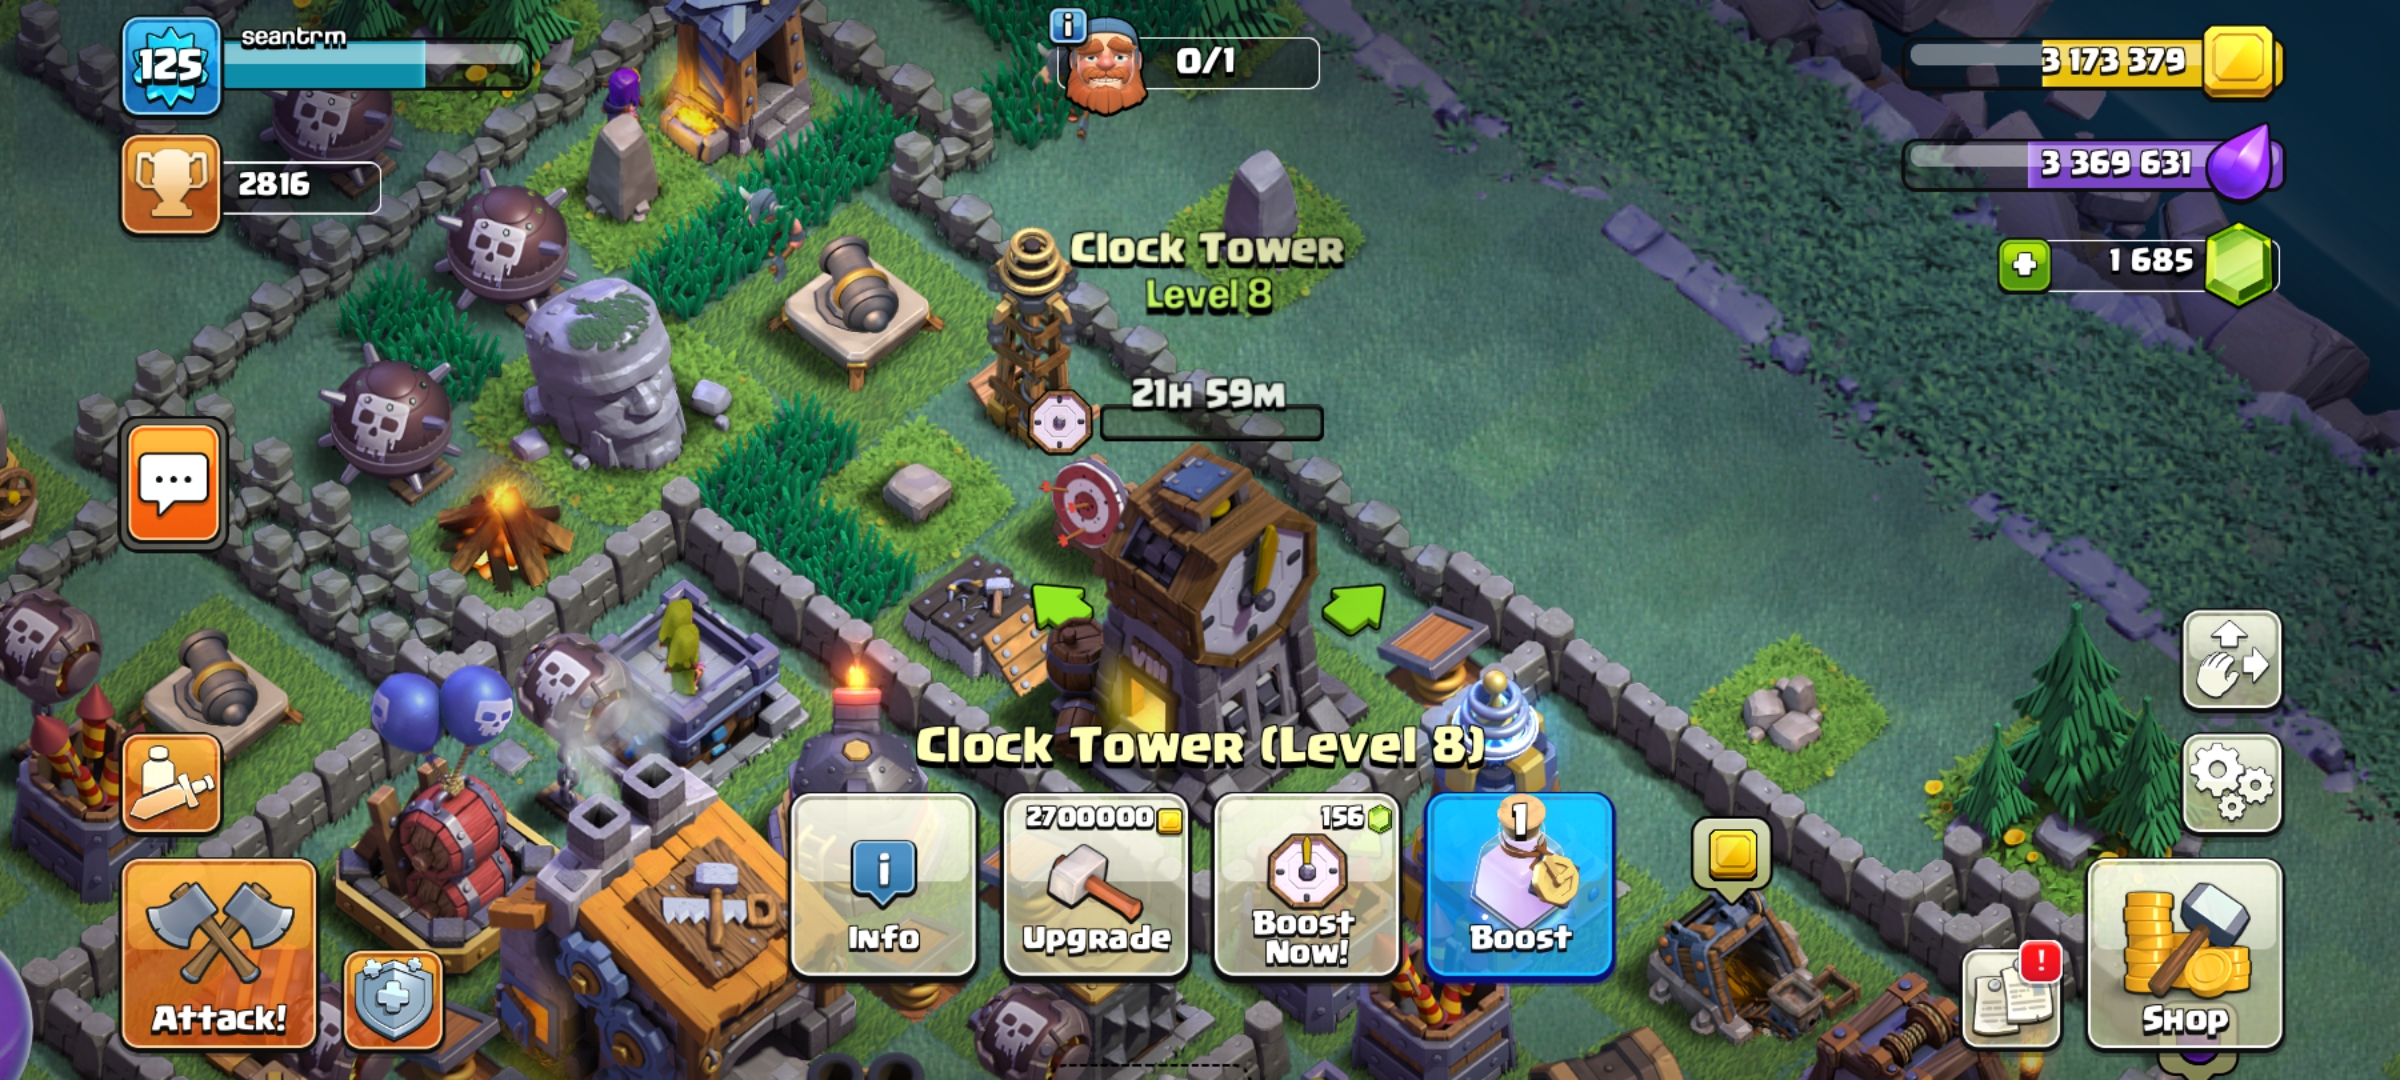 seantrm
125
0/1
3 173 379
3 369 631
2816
Clock Tower
Level 8
1 685
21H 59M
VIII
Clock Tower (Level 8)
2700000
156
1
Info
Upgrade
Boost
Now!
Boost
Attack!
!
Shop